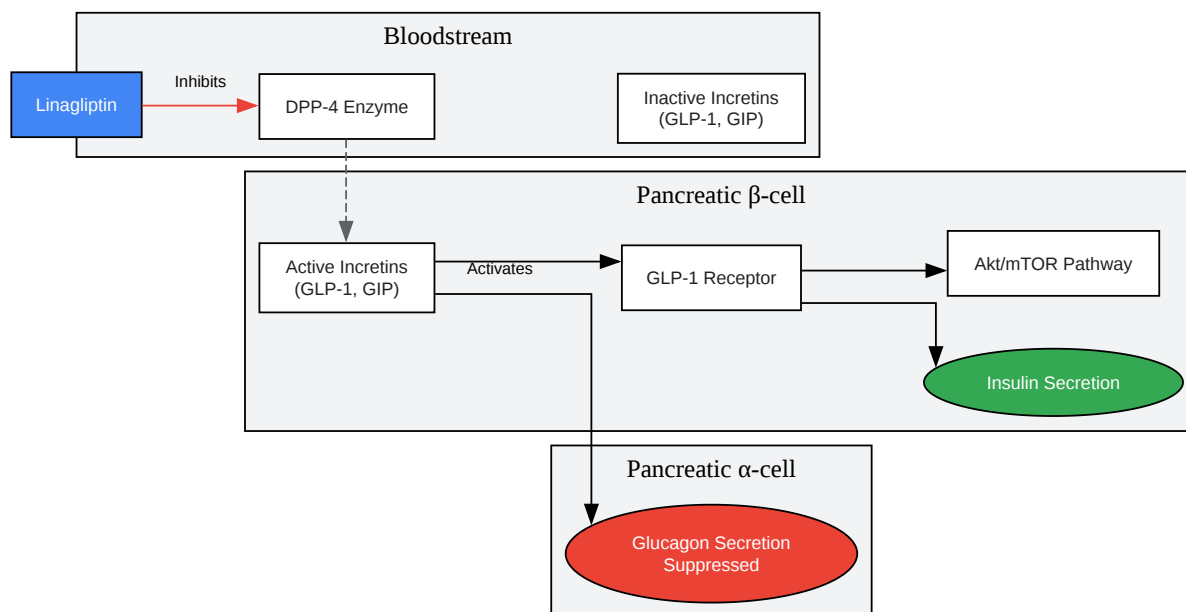 Bloodstream
Linagliptin
Inhibits
DPP-4 Enzyme
Inactive Incretins
(GLP-1, GIP)
Pancreatic β-cell
Active Incretins
(GLP-1, GIP)
Activates
GLP-1 Receptor
Akt/mTOR Pathway
Insulin Secretion
Pancreatic α-cell
Glucagon Secretion
Suppressed